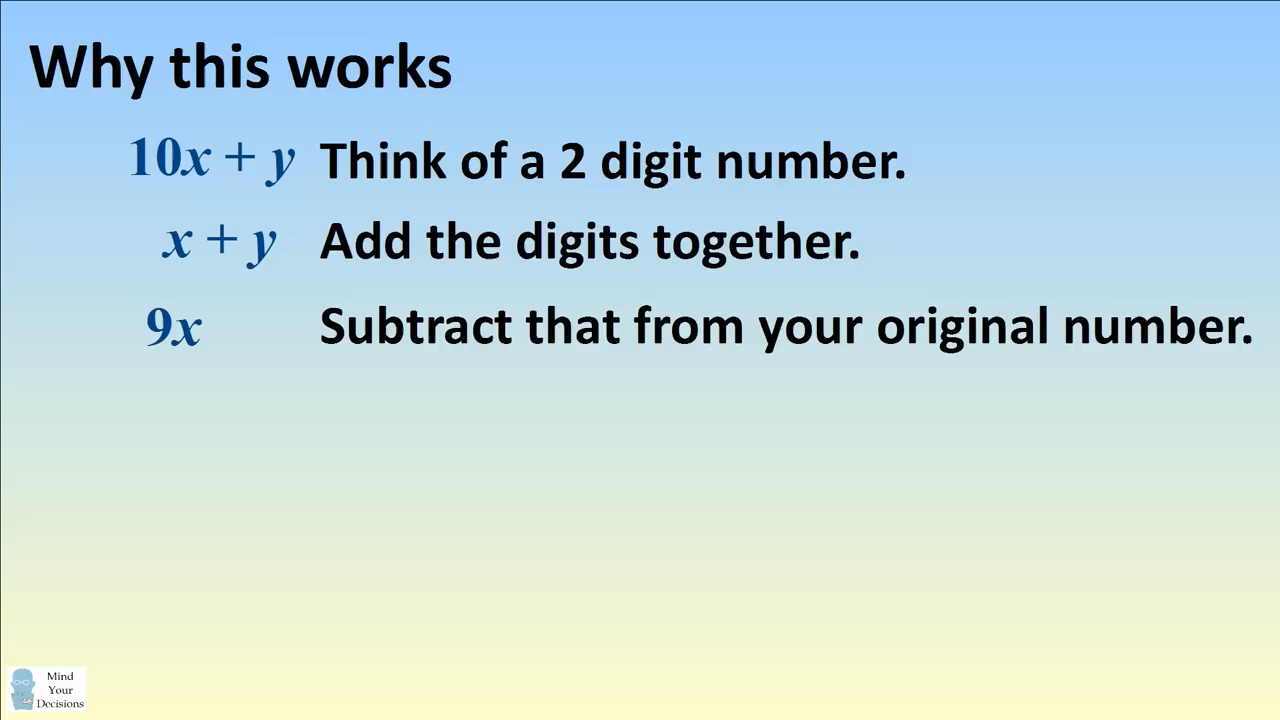 Why this works
10x + y Think of a 2 digit number.
x + y Add the digits together.
9x Subtract that from your original number.
Mind
Your
Decisions